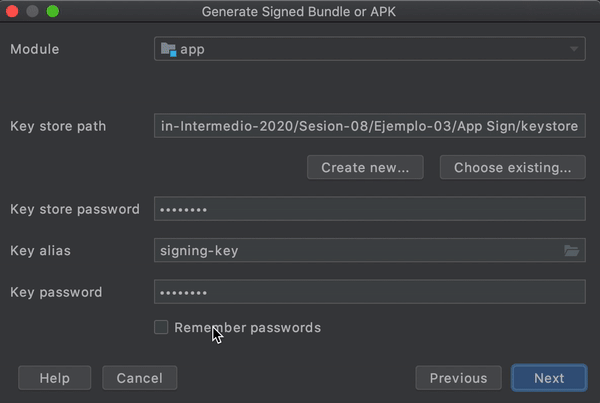 Generate Signed Bundle or APK
Module app
Key store path in-Intermedio-2020/Sesion-08/Ejemplo-03/App Sign/keystore
Create new... Choose existing...
Key store password ••••••••
Key alias signing-key
Key password ••••••••
Remember passwords
Help Cancel Previous Next